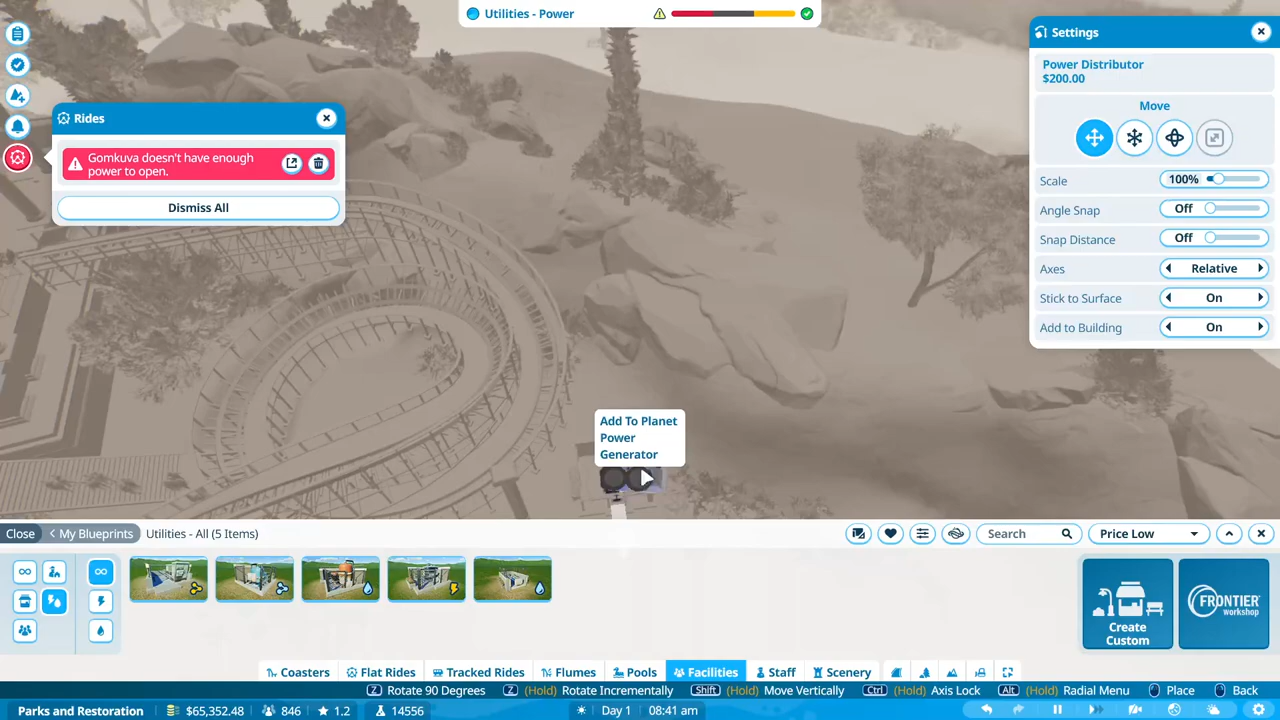 Utilities - Power
Rides
Gomkuva doesn't have enough
power to open.
Dismiss All
Settings
Power Distributor
$200.00
Move
Scale 100%
Angle Snap Off
Snap Distance Off
Axes Relative
Stick to Surface On
Add to Building On
Add To Planet
Power
Generator
Close My Blueprints Utilities - All (5 Items)
Search Price Low
Create
Custom
FRONTIER
workshop
Coasters Flat Rides Tracked Rides Flumes Pools Facilities Staff Scenery
Z Rotate 90 Degrees Z (Hold) Rotate Incrementally Shift (Hold) Move Vertically Ctrl (Hold) Axis Lock Alt (Hold) Radial Menu Place Back
Parks and Restoration $65,352.48 846 1.2 14556 Day 1 08:41 am